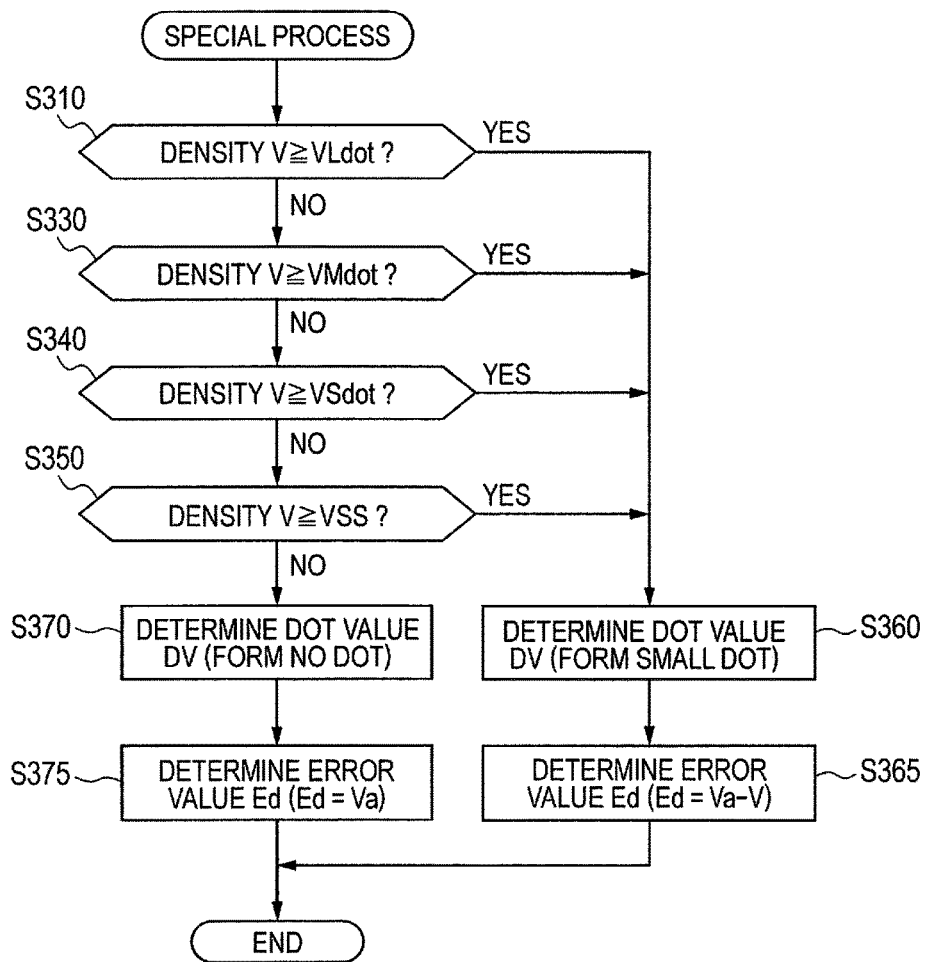 SPECIAL PROCESS
S310
DENSITY V≧VLdot ?
YES
NO
S330
DENSITY V≧VMdot ?
YES
NO
S340
DENSITY V≧VSdot ?
YES
NO
S350
DENSITY V≧VSS ?
YES
NO
S370
DETERMINE DOT VALUE
DV (FORM NO DOT)
DETERMINE DOT VALUE
DV (FORM SMALL DOT)
S360
S375
DETERMINE ERROR
VALUE Ed (Ed = Va)
DETERMINE ERROR
VALUE Ed (Ed = Va−V)
S365
END